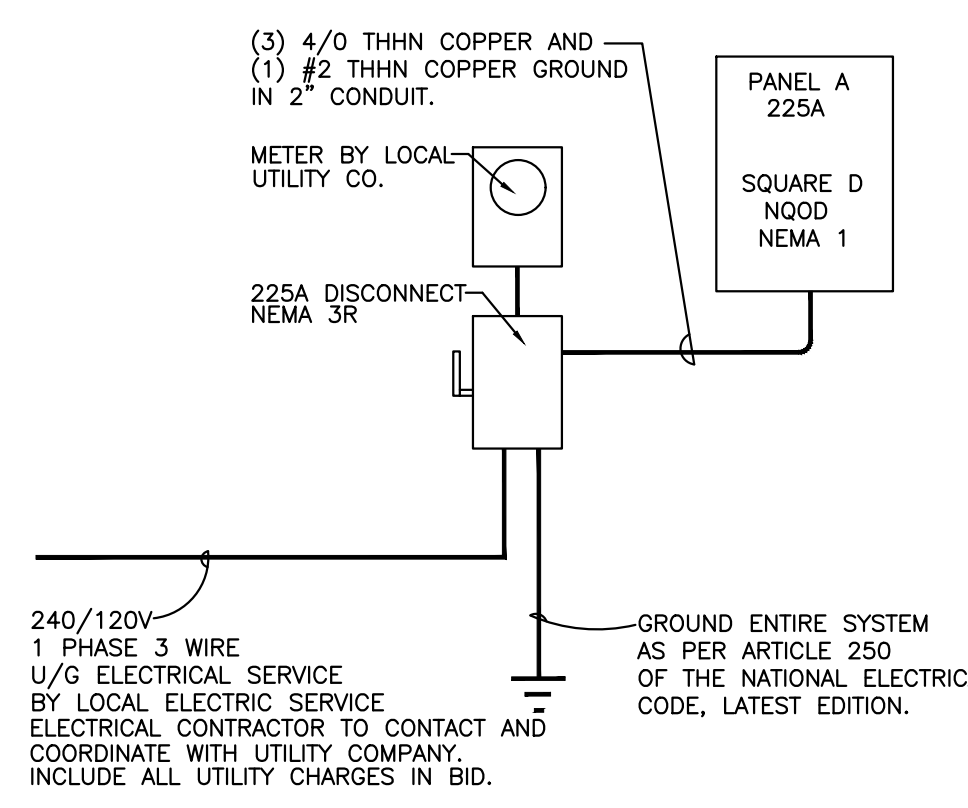 (3) 4/0 THHN COPPER AND
(1) #2 THHN COPPER GROUND
IN 2" CONDUIT.
PANEL A
225A
SQUARE D
NQOD
NEMA 1
METER BY LOCAL
UTILITY CO.
225A DISCONNECT
NEMA 3R
240/120V
1 PHASE 3 WIRE
U/G ELECTRICAL SERVICE
BY LOCAL ELECTRIC SERVICE
ELECTRICAL CONTRACTOR TO CONTACT AND
COORDINATE WITH UTILITY COMPANY.
INCLUDE ALL UTILITY CHARGES IN BID.
GROUND ENTIRE SYSTEM
AS PER ARTICLE 250
OF THE NATIONAL ELECTRIC
CODE, LATEST EDITION.